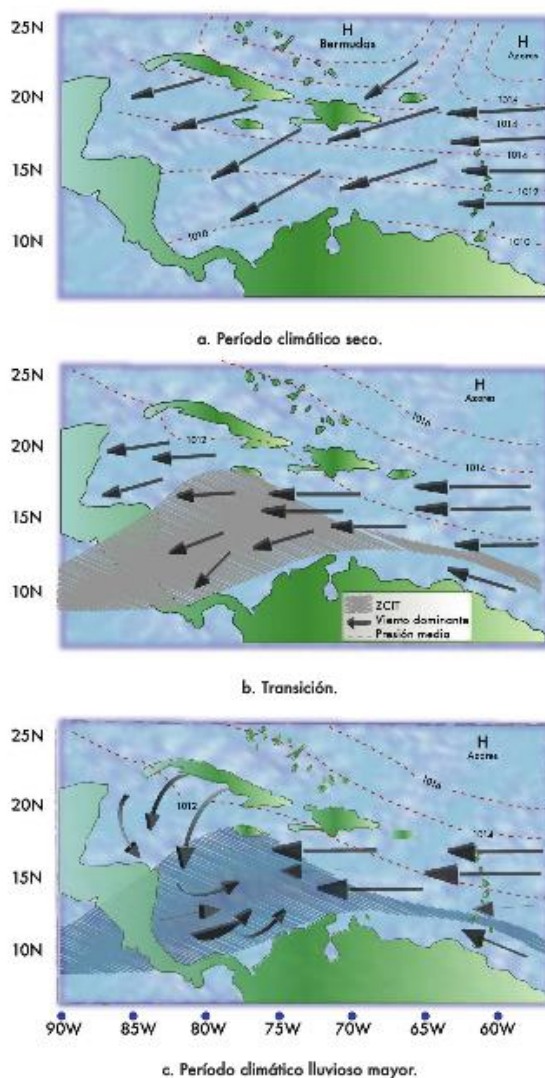 25N
H
Bermudas
H
Azores
20N
1014
1014
1014
15N
1012
10N
1010
1010
a. Período climático seco.
25N
H
Azores
1016
20N
1012
1014
15N
10N
ZCIT
Viento dominante
Presión media
b. Transición.
25N
H
Azores
1016
20N
1012
1014
15N
10N
90W 85W 80W 75W 70W 65W 60W
c. Período climático lluvioso mayor.